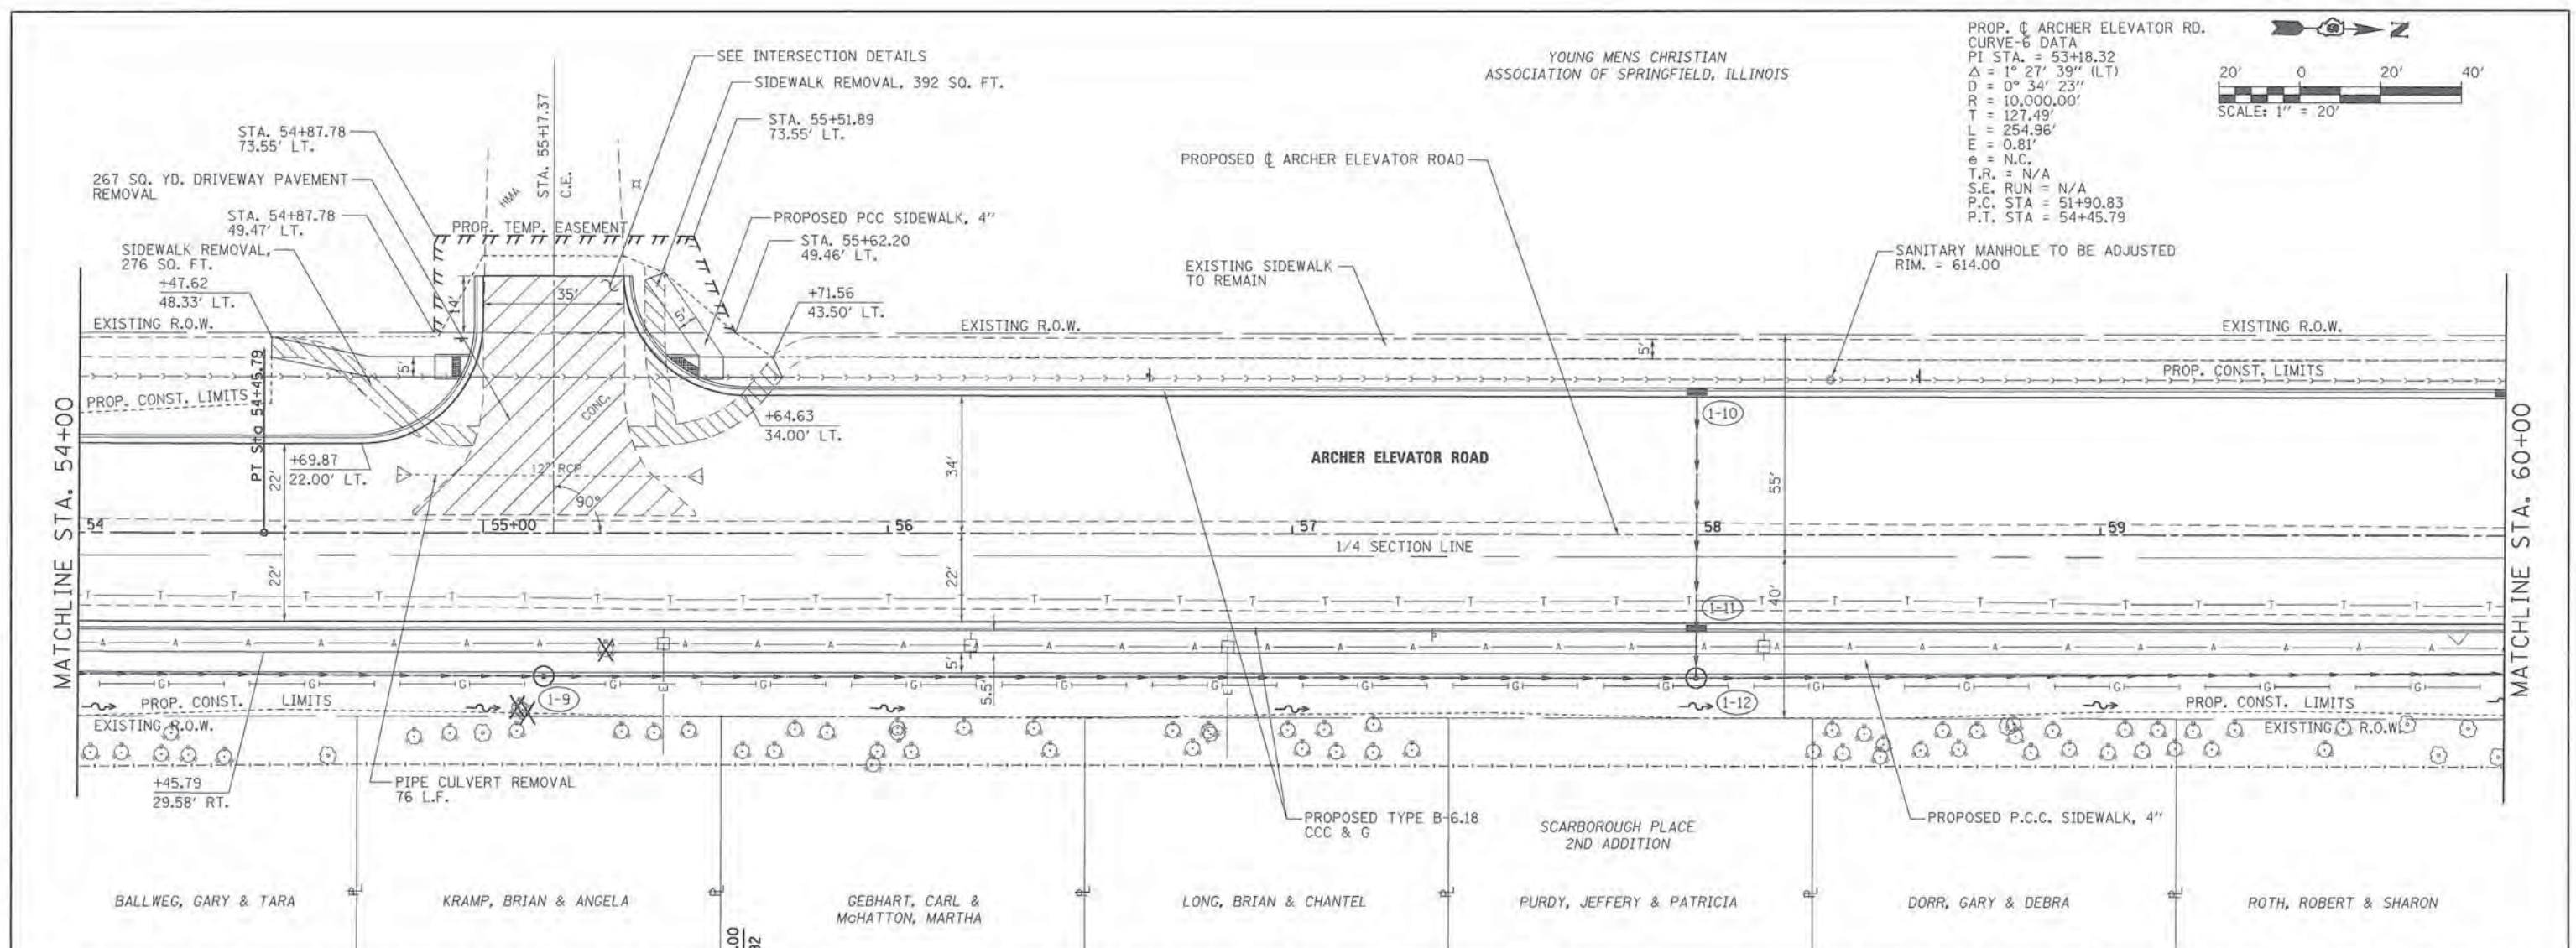 PROP. ℄ ARCHER ELEVATOR RD.
CURVE-6 DATA
PI STA. = 53+18.32
Δ = 1° 27' 39" (LT)
D = 0° 34' 23"
R = 10,000.00'
T = 127.49'
L = 254.96'
E = 0.81'
e = N.C.
T.R. = N/A
S.E. RUN = N/A
P.C. STA = 51+90.83
P.T. STA = 54+45.79
N
20' 0 20' 40'
SCALE: 1" = 20'
YOUNG MENS CHRISTIAN
ASSOCIATION OF SPRINGFIELD, ILLINOIS
SEE INTERSECTION DETAILS
SIDEWALK REMOVAL, 392 SQ. FT.
STA. 55+51.89
73.55' LT.
STA. 54+87.78
73.55' LT.
267 SQ. YD. DRIVEWAY PAVEMENT
REMOVAL
STA. 54+87.78
49.47' LT.
SIDEWALK REMOVAL,
276 SQ. FT.
+47.62
48.33' LT.
STA. 55+17.37
C.E.
HMA
PROP. TEMP. EASEMENT
PROPOSED PCC SIDEWALK, 4"
STA. 55+62.20
49.46' LT.
+71.56
43.50' LT.
PROPOSED ℄ ARCHER ELEVATOR ROAD
EXISTING SIDEWALK
TO REMAIN
SANITARY MANHOLE TO BE ADJUSTED
RIM. = 614.00
EXISTING R.O.W.
EXISTING R.O.W.
EXISTING R.O.W.
14'
35'
5'
5'
5'
PROP. CONST. LIMITS
PROP. CONST. LIMITS
PT Sta 54+45.79
CONC.
+64.63
34.00' LT.
+69.87
22.00' LT.
12" RCP
90°
22'
34'
55'
1-10
ARCHER ELEVATOR ROAD
MATCHLINE STA. 54+00
MATCHLINE STA. 60+00
54
55+00
56
57
58
59
1/4 SECTION LINE
22'
22'
40'
T T T T T T T T T T T T T T T T T T T T T T T T T T T T T T T T T
1-11
A A A A A A A A A A A A A A A A A A A A A A A A A A A A A A A A
5'
5.5'
E
E
G G G G G G G G G G G G G G G G
1-9
1-12
PROP. CONST. LIMITS
PROP. CONST. LIMITS
EXISTING R.O.W.
EXISTING R.O.W.
+45.79
29.58' RT.
PIPE CULVERT REMOVAL
76 L.F.
PROPOSED TYPE B-6.18
CCC & G
SCARBOROUGH PLACE
2ND ADDITION
PROPOSED P.C.C. SIDEWALK, 4"
BALLWEG, GARY & TARA
KRAMP, BRIAN & ANGELA
GEBHART, CARL &
McHATTON, MARTHA
LONG, BRIAN & CHANTEL
PURDY, JEFFERY & PATRICIA
DORR, GARY & DEBRA
ROTH, ROBERT & SHARON